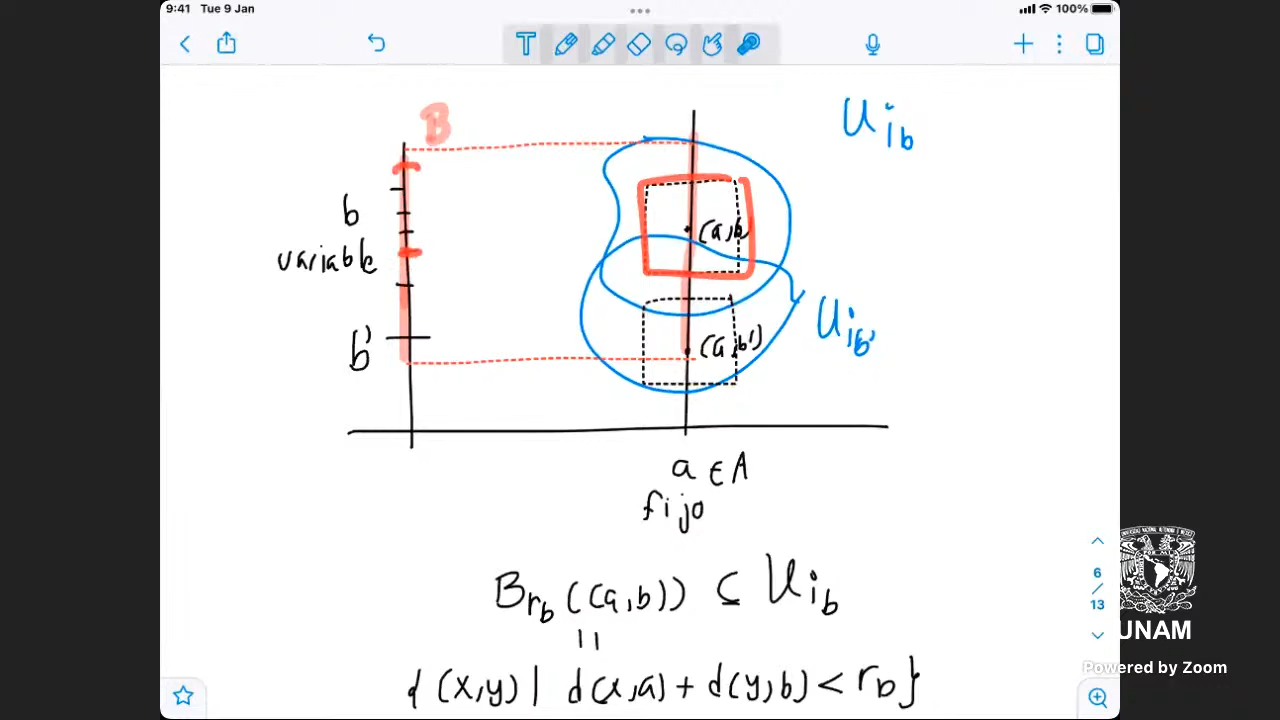 9:41 Tue 9 Jan
100%
T
B
U_{i_b}
b
variable
(a,b)
b'
(a,b')
U_{i_{b'}}
a ∈ A
fijo
B_{r_b}((a,b)) ⊆ U_{i_b}
||
{(x,y) | d(x,a) + d(y,b) < r_b}
6
/
13
UNAM
Powered by Zoom